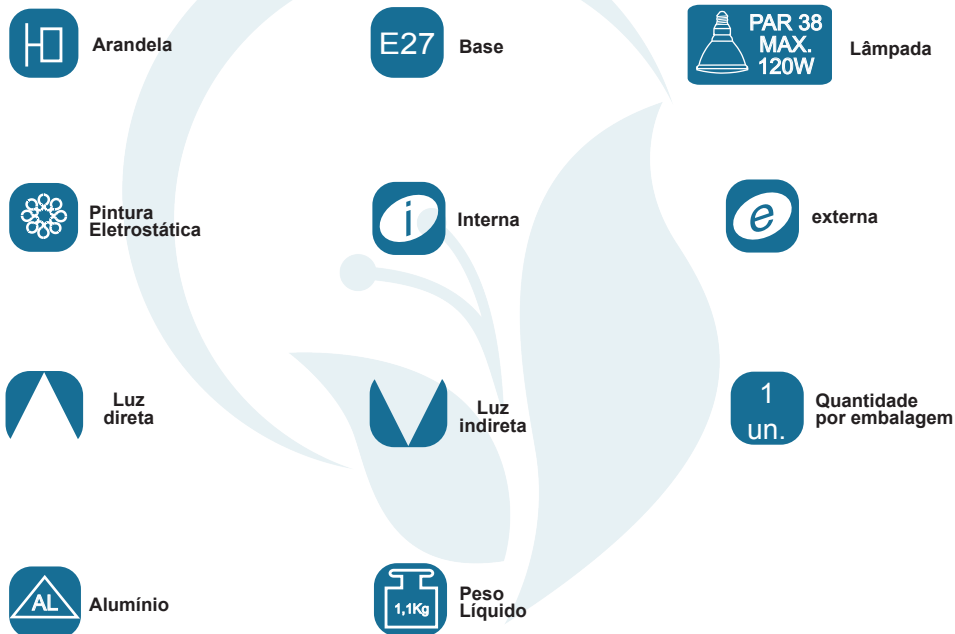 Arandela
E27
Base
PAR 38
MAX.
120W
Lâmpada
Pintura
Eletrostática
i
Interna
e
externa
Luz
direta
Luz
indireta
1
un.
Quantidade
por embalagem
AL
Alumínio
1,1Kg
Peso
Líquido